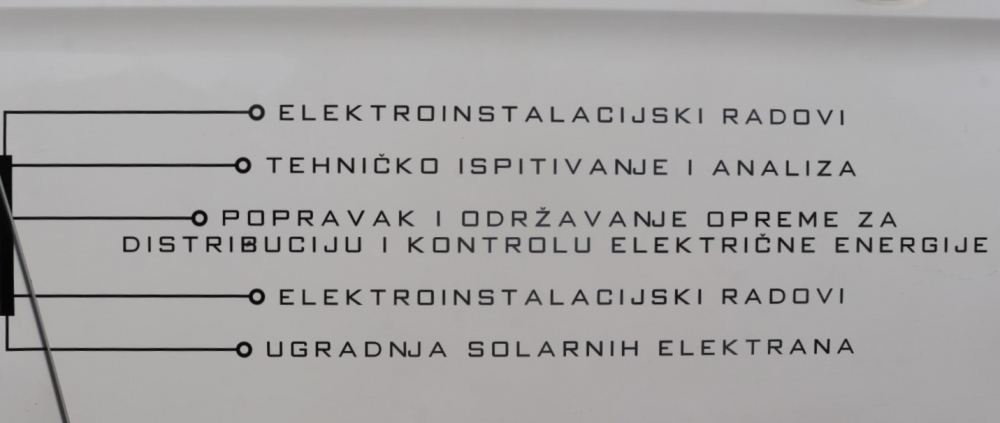 ELEKTROINSTALACIJSKI RADOVI
TEHNIČKO ISPITIVANJE I ANALIZA
POPRAVAK I ODRŽAVANJE OPREME ZA
DISTRIBUCIJU I KONTROLU ELEKTRIČNE ENERGIJE
ELEKTROINSTALACIJSKI RADOVI
UGRADNJA SOLARNIH ELEKTRANA